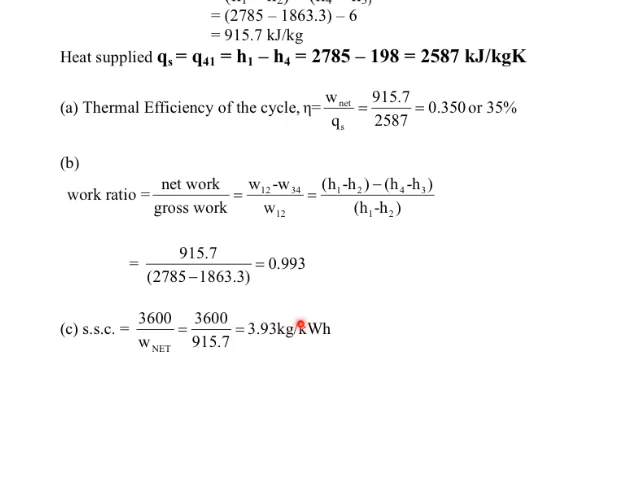 = (2785 – 1863.3) – 6
= 915.7 kJ/kg
Heat supplied qs = q41 = h1 – h4 = 2785 – 198 = 2587 kJ/kgK
(a) Thermal Efficiency of the cycle, η= w net / qs = 915.7 / 2587 = 0.350 or 35%
(b)
work ratio = net work / gross work = w12-w34 / w12 = (h1-h2) – (h4-h3) / (h1-h2)
= 915.7 / (2785–1863.3) = 0.993
(c) s.s.c. = 3600 / w NET = 3600 / 915.7 = 3.93kg/kWh